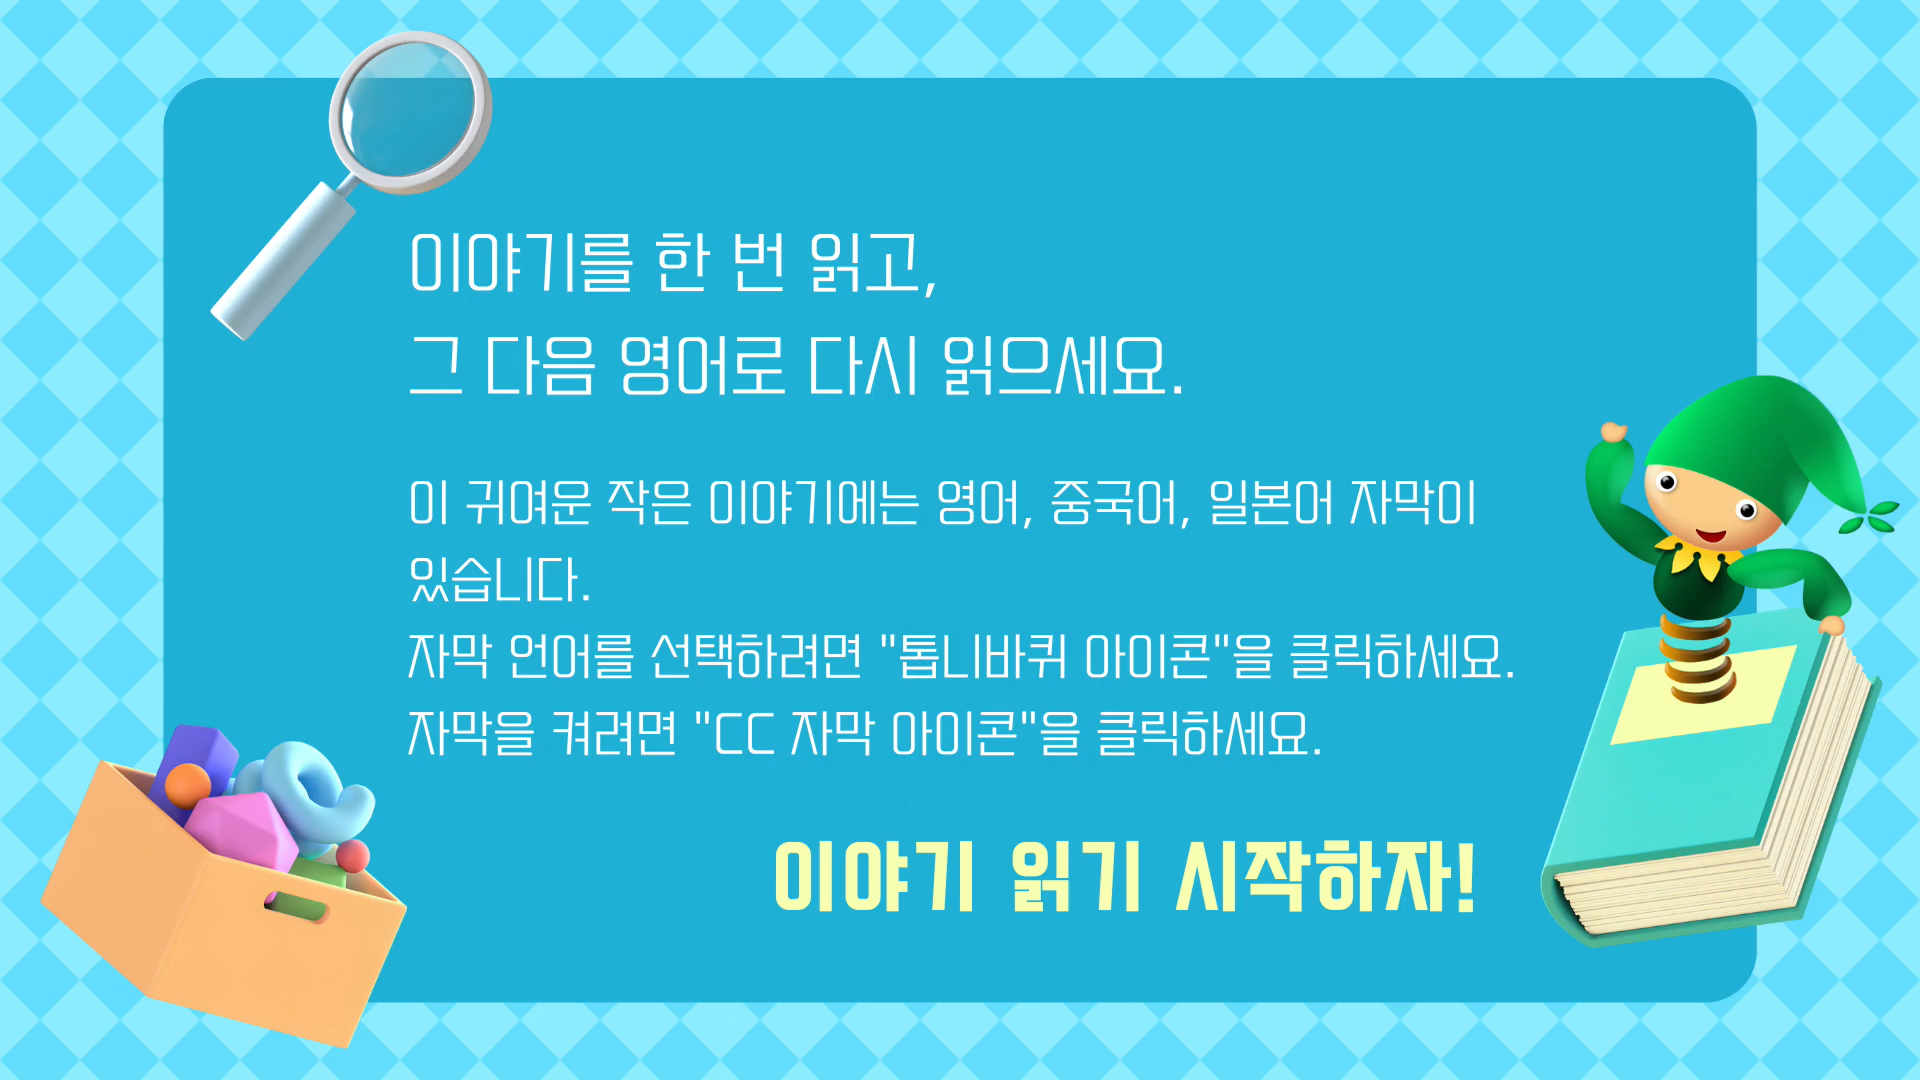 이야기를 한 번 읽고,
그 다음 영어로 다시 읽으세요.
이 귀여운 작은 이야기에는 영어, 중국어, 일본어 자막이
있습니다.
자막 언어를 선택하려면 "톱니바퀴 아이콘"을 클릭하세요.
자막을 켜려면 "CC 자막 아이콘"을 클릭하세요.
이야기 읽기 시작하자!